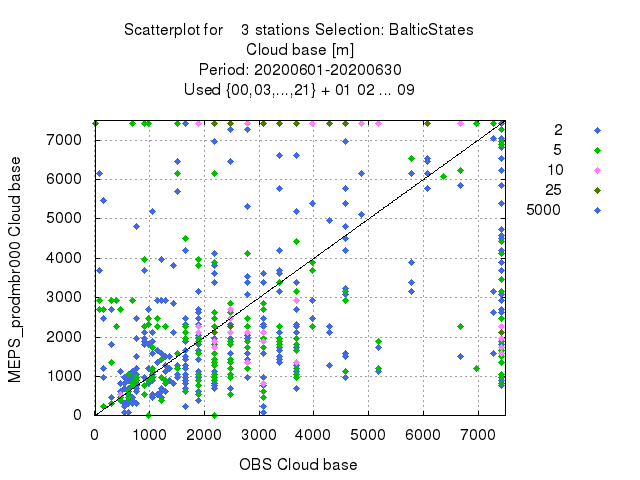 Scatterplot for 3 stations Selection: BalticStates
Cloud base [m]
Period: 20200601-20200630
Used {00,03,...,21} + 01 02 ... 09
2
5
10
25
5000
MEPS_prodmbr000 Cloud base
7000
6000
5000
4000
3000
2000
1000
0
0 1000 2000 3000 4000 5000 6000 7000
OBS Cloud base